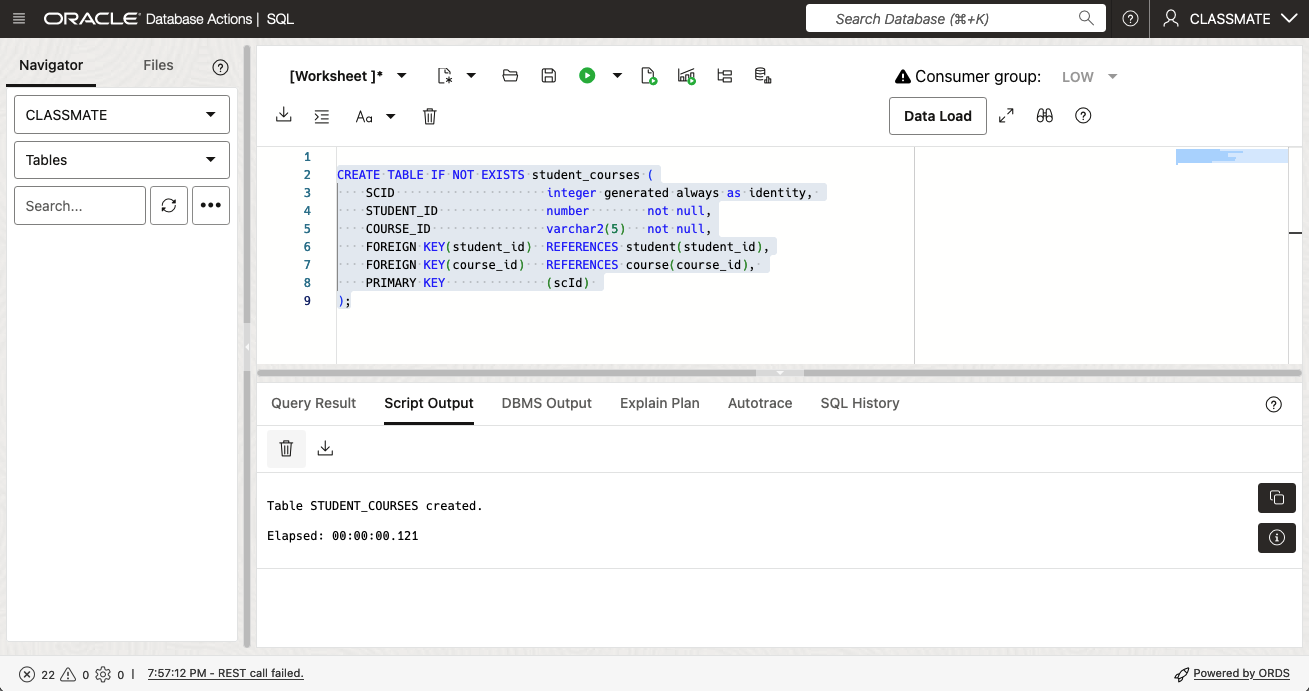 ORACLE Database Actions | SQL
Search Database (⌘+K)
CLASSMATE
Navigator
Files
CLASSMATE
Tables
Search...
[Worksheet ]*
Consumer group: LOW
Aa
Data Load
1
2 CREATE TABLE IF NOT EXISTS student_courses (
3 SCID integer generated always as identity,
4 STUDENT_ID number not null,
5 COURSE_ID varchar2(5) not null,
6 FOREIGN KEY(student_id) REFERENCES student(student_id),
7 FOREIGN KEY(course_id) REFERENCES course(course_id),
8 PRIMARY KEY (scId)
9 );
Query Result Script Output DBMS Output Explain Plan Autotrace SQL History
Table STUDENT_COURSES created.
Elapsed: 00:00:00.121
22 0 0 | 7:57:12 PM - REST call failed.
Powered by ORDS